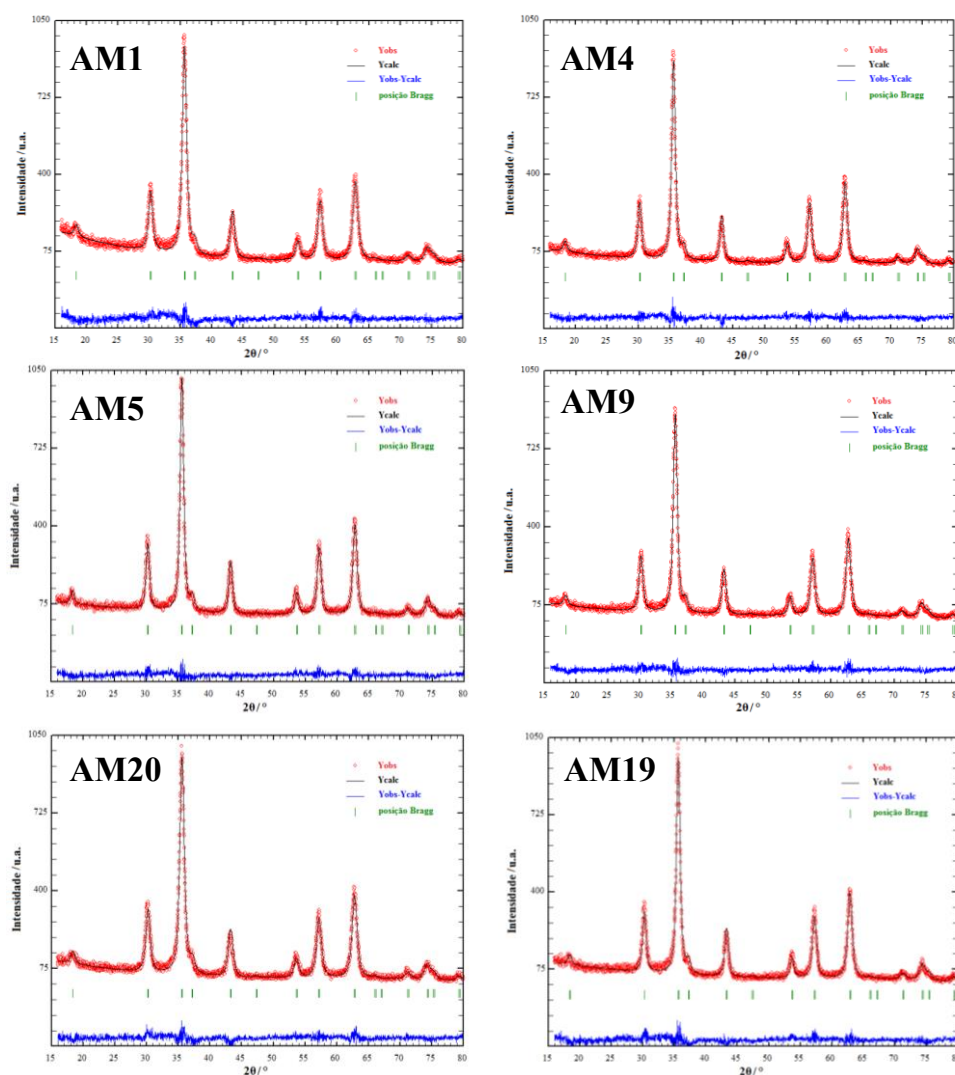 1050
AM1
Yobs
Ycalc
Yobs-Ycalc
posição Bragg
725
400
75
Intensidade / u.a.
15 20 25 30 35 40 45 50 55 60 65 70 75 80
2θ/°
1050
AM4
Yobs
Ycalc
Yobs-Ycalc
posição Bragg
725
400
75
Intensidade / u.a.
15 20 25 30 35 40 45 50 55 60 65 70 75 80
2θ/°
1050
AM5
Yobs
Ycalc
Yobs-Ycalc
posição Bragg
725
400
75
Intensidade / u.a.
15 20 25 30 35 40 45 50 55 60 65 70 75 80
2θ/°
1050
AM9
Yobs
Ycalc
Yobs-Ycalc
posição Bragg
725
400
75
Intensidade / u.a.
15 20 25 30 35 40 45 50 55 60 65 70 75 80
2θ/°
1050
AM20
Yobs
Ycalc
Yobs-Ycalc
posição Bragg
725
400
75
Intensidade / u.a.
15 20 25 30 35 40 45 50 55 60 65 70 75 80
2θ/°
1050
AM19
Yobs
Ycalc
Yobs-Ycalc
posição Bragg
725
400
75
Intensidade / u.a.
15 20 25 30 35 40 45 50 55 60 65 70 75 80
2θ/°